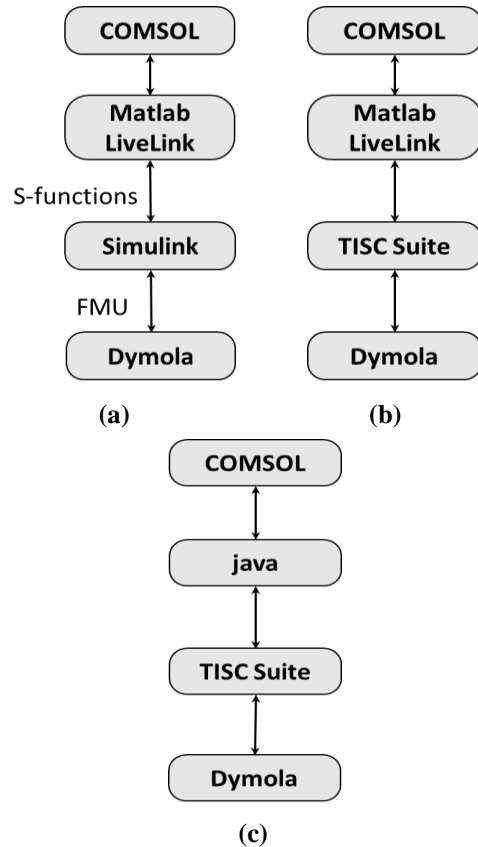 COMSOL
Matlab
LiveLink
S-functions
Simulink
FMU
Dymola
(a)
COMSOL
Matlab
LiveLink
TISC Suite
Dymola
(b)
COMSOL
java
TISC Suite
Dymola
(c)